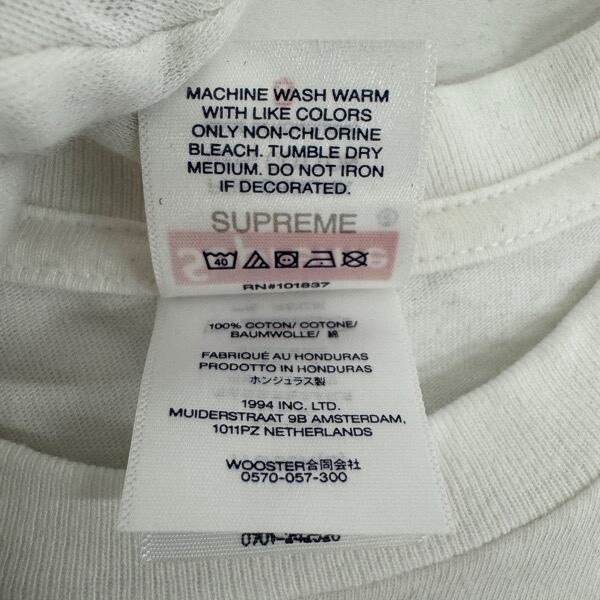 MACHINE WASH WARM
WITH LIKE COLORS
ONLY NON-CHLORINE
BLEACH. TUMBLE DRY
MEDIUM. DO NOT IRON
IF DECORATED.
SUPREME
40
RN#101837
100% COTON/ COTONE/
BAUMWOLLE/ 綿
FABRIQUÉ AU HONDURAS
PRODOTTO IN HONDURAS
ホンジュラス製
1994 INC. LTD.
MUIDERSTRAAT 9B AMSTERDAM,
1011PZ NETHERLANDS
WOOSTER合同会社
0570-057-300